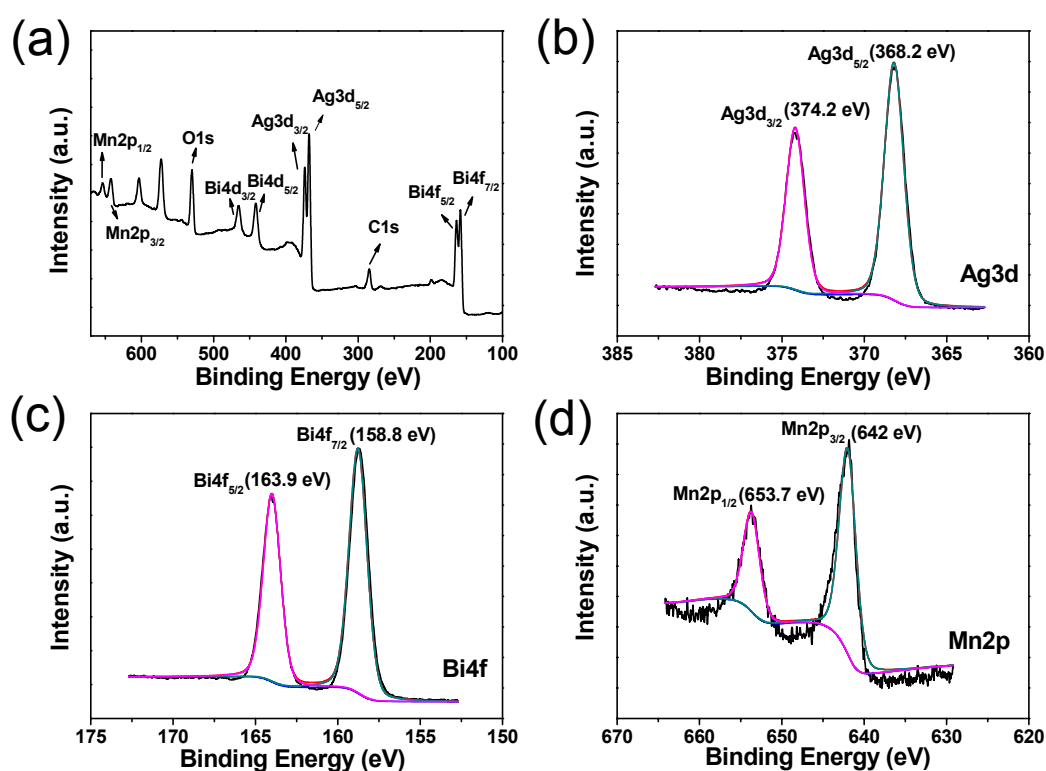 (a)
Intensity (a.u.)
Mn2p1/2
Mn2p3/2
O1s
Bi4d3/2
Bi4d5/2
Ag3d3/2
Ag3d5/2
C1s
Bi4f5/2
Bi4f7/2
600 500 400 300 200 100
Binding Energy (eV)
(b)
Intensity (a.u.)
Ag3d5/2 (368.2 eV)
Ag3d3/2 (374.2 eV)
Ag3d
385 380 375 370 365 360
Binding Energy (eV)
(c)
Intensity (a.u.)
Bi4f7/2 (158.8 eV)
Bi4f5/2 (163.9 eV)
Bi4f
175 170 165 160 155 150
Binding Energy (eV)
(d)
Intensity (a.u.)
Mn2p3/2 (642 eV)
Mn2p1/2 (653.7 eV)
Mn2p
670 660 650 640 630 620
Binding Energy (eV)